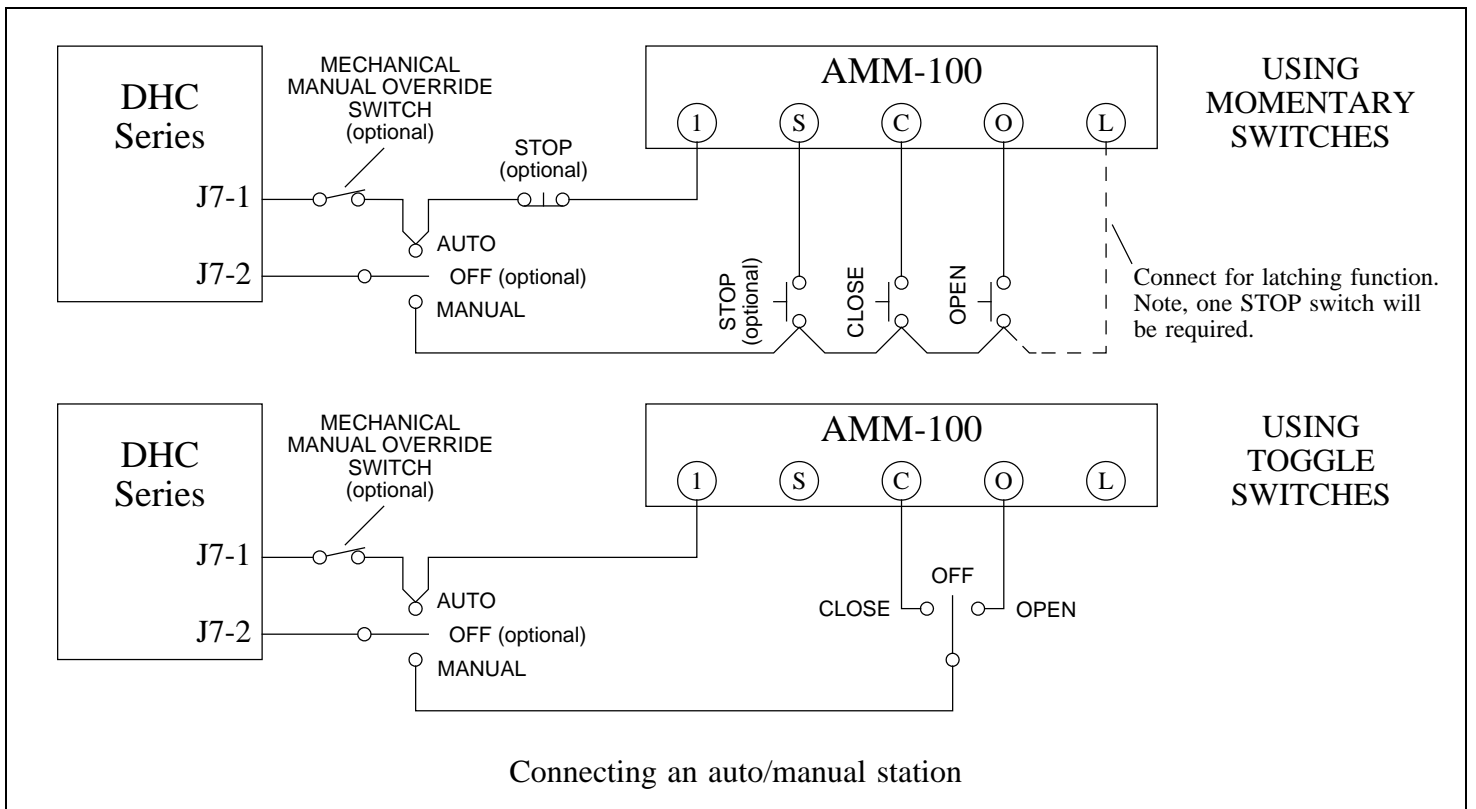 DHC
Series
J7-1
J7-2
MECHANICAL
MANUAL OVERRIDE
SWITCH
(optional)
STOP
(optional)
AUTO
OFF (optional)
MANUAL
AMM-100
1 S C O L
STOP
(optional)
CLOSE
OPEN
USING
MOMENTARY
SWITCHES
Connect for latching function.
Note, one STOP switch will
be required.
DHC
Series
J7-1
J7-2
MECHANICAL
MANUAL OVERRIDE
SWITCH
(optional)
AUTO
OFF (optional)
MANUAL
AMM-100
1 S C O L
OFF
CLOSE
OPEN
USING
TOGGLE
SWITCHES
Connecting an auto/manual station